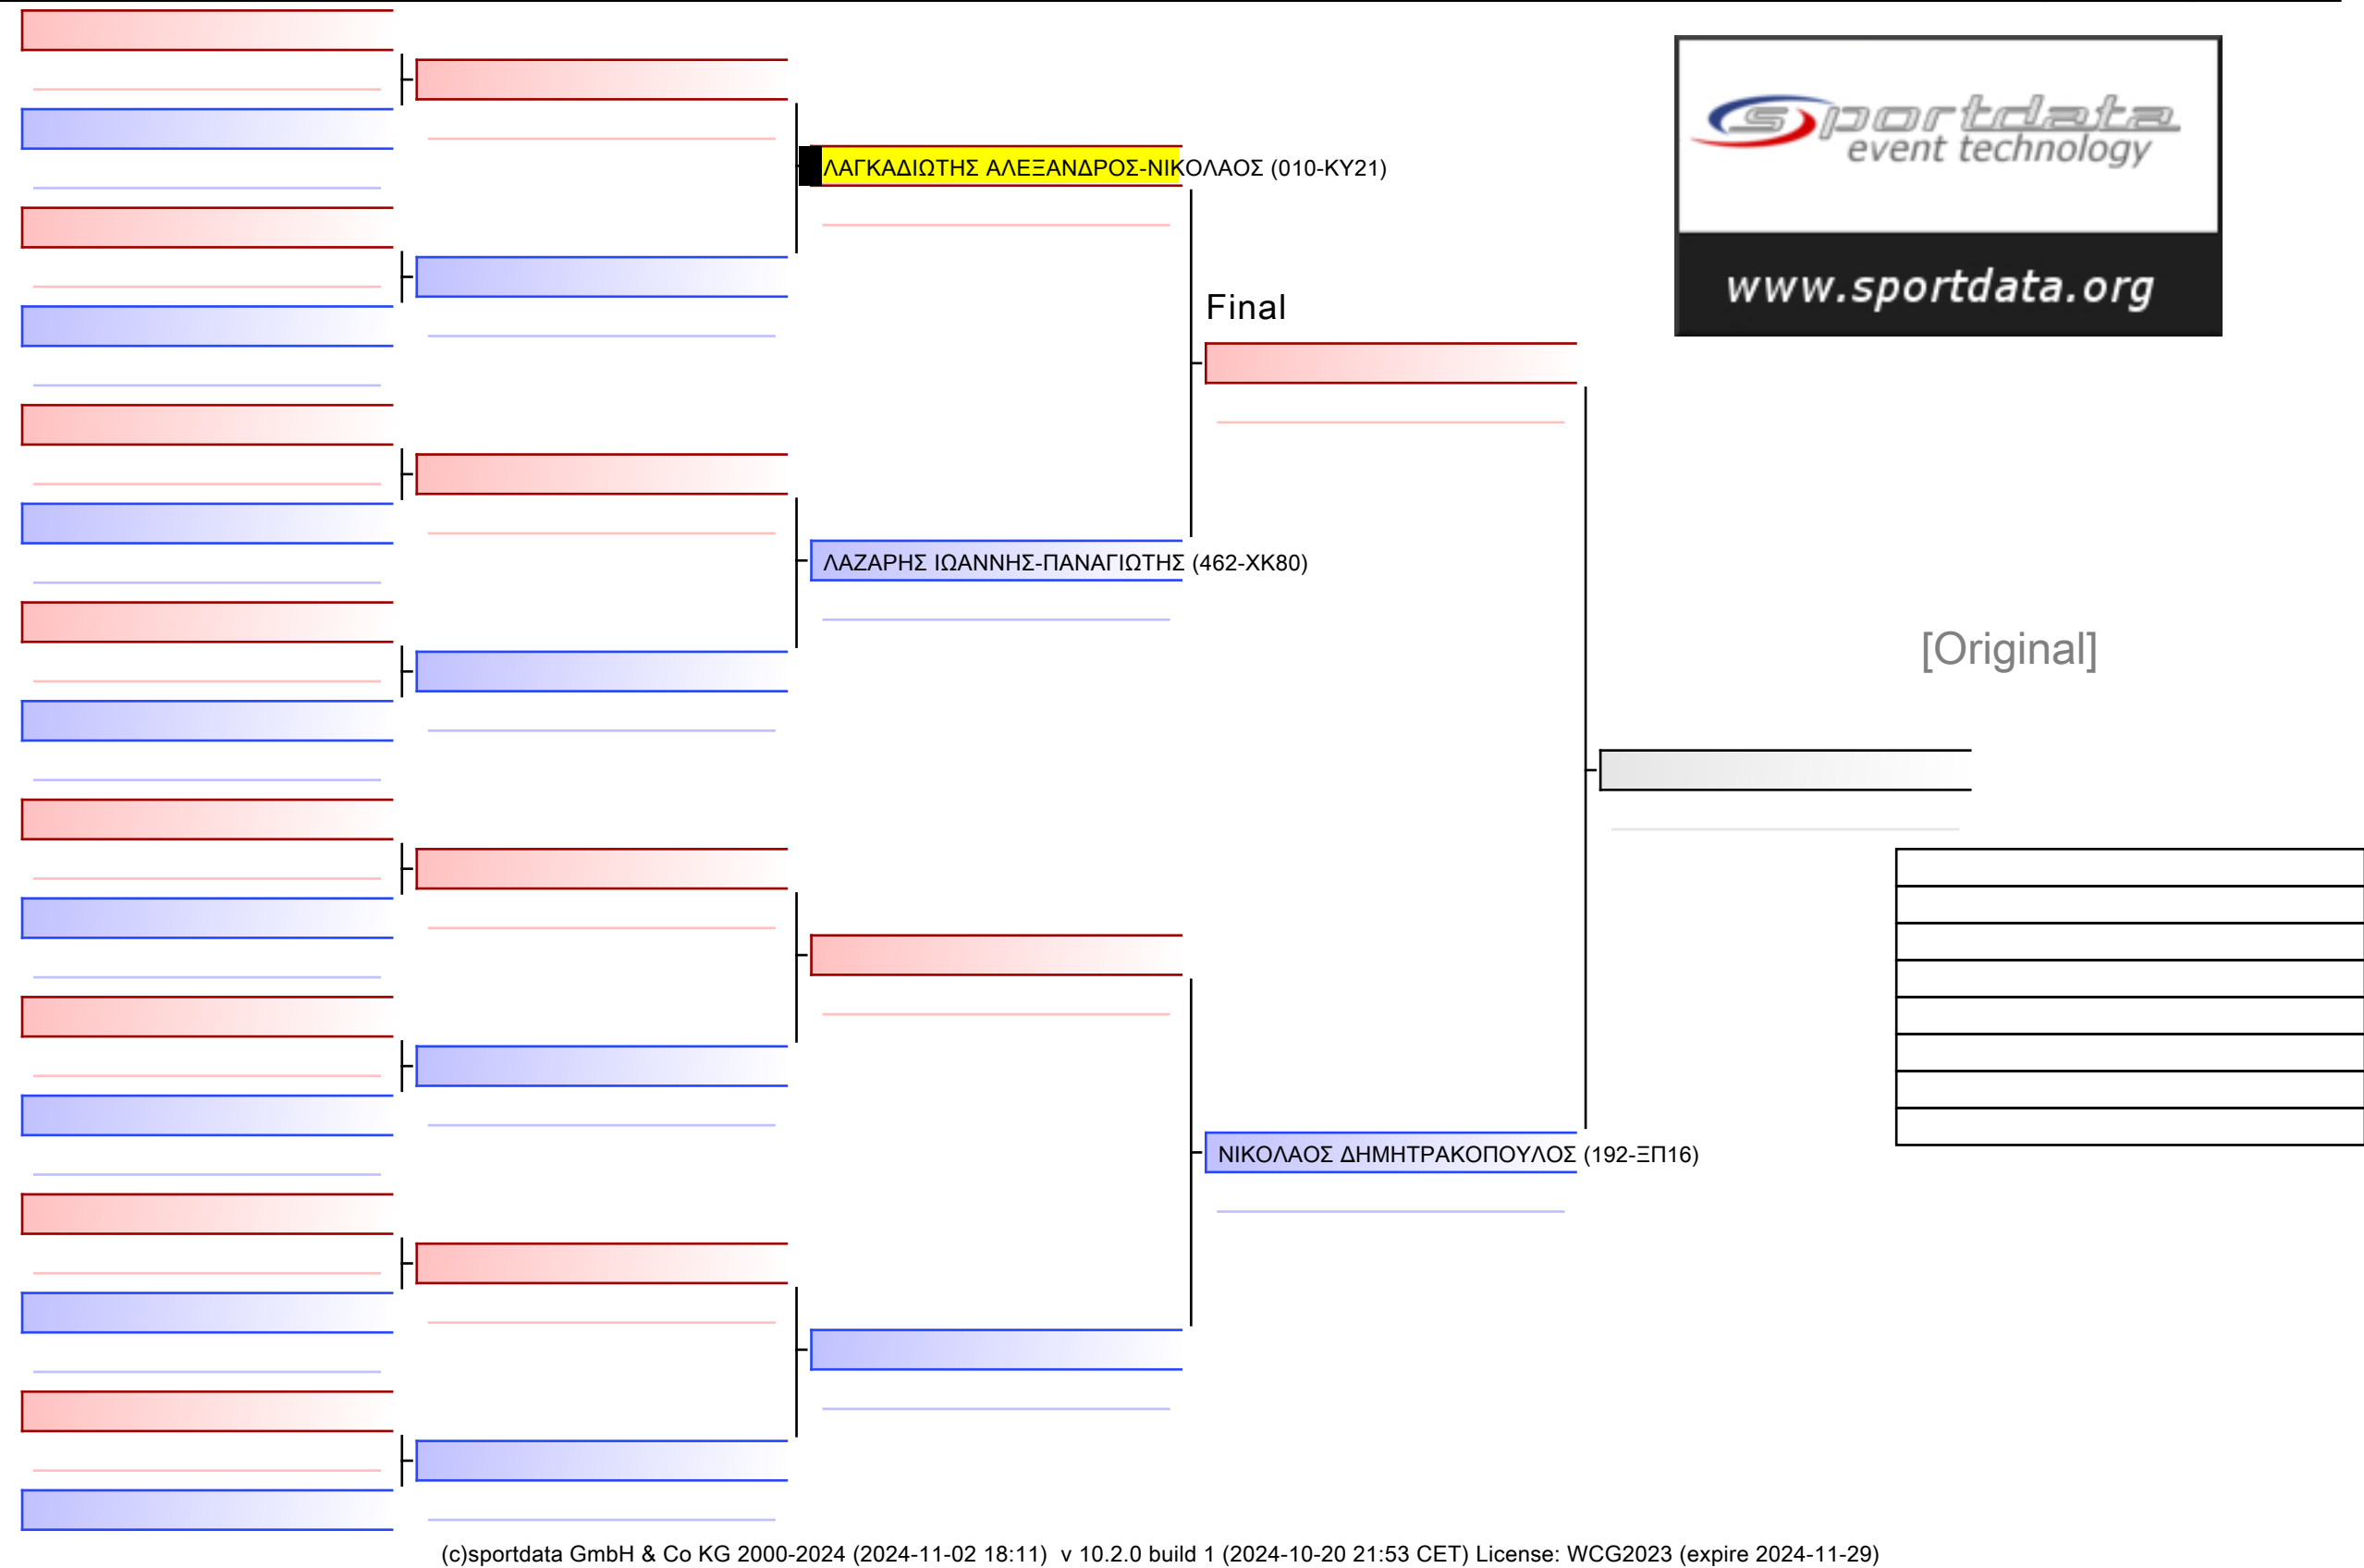 sportdata
event technology
www.sportdata.org
ΛΑΓΚΑΔΙΩΤΗΣ ΑΛΕΞΑΝΔΡΟΣ-ΝΙΚΟΛΑΟΣ (010-ΚΥ21)
Final
ΛΑΖΑΡΗΣ ΙΩΑΝΝΗΣ-ΠΑΝΑΓΙΩΤΗΣ (462-ΧΚ80)
[Original]
ΝΙΚΟΛΑΟΣ ΔΗΜΗΤΡΑΚΟΠΟΥΛΟΣ (192-ΞΠ16)
(c)sportdata GmbH & Co KG 2000-2024 (2024-11-02 18:11) v 10.2.0 build 1 (2024-10-20 21:53 CET) License: WCG2023 (expire 2024-11-29)